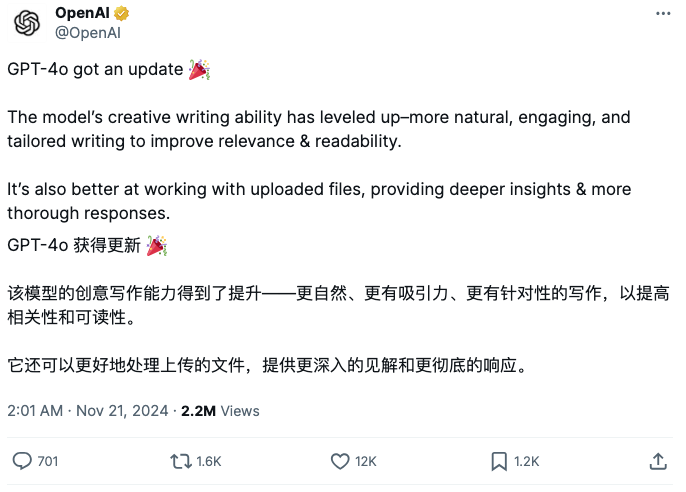 OpenAI
@OpenAI
GPT-4o got an update 🎉
The model’s creative writing ability has leveled up–more natural, engaging, and
tailored writing to improve relevance & readability.
It’s also better at working with uploaded files, providing deeper insights & more
thorough responses.
GPT-4o 获得更新 🎉
该模型的创意写作能力得到了提升——更自然、更有吸引力、更有针对性的写作，以提高
相关性和可读性。
它还可以更好地处理上传的文件，提供更深入的见解和更彻底的响应。
2:01 AM · Nov 21, 2024 · 2.2M Views
701 1.6K 12K 1.2K